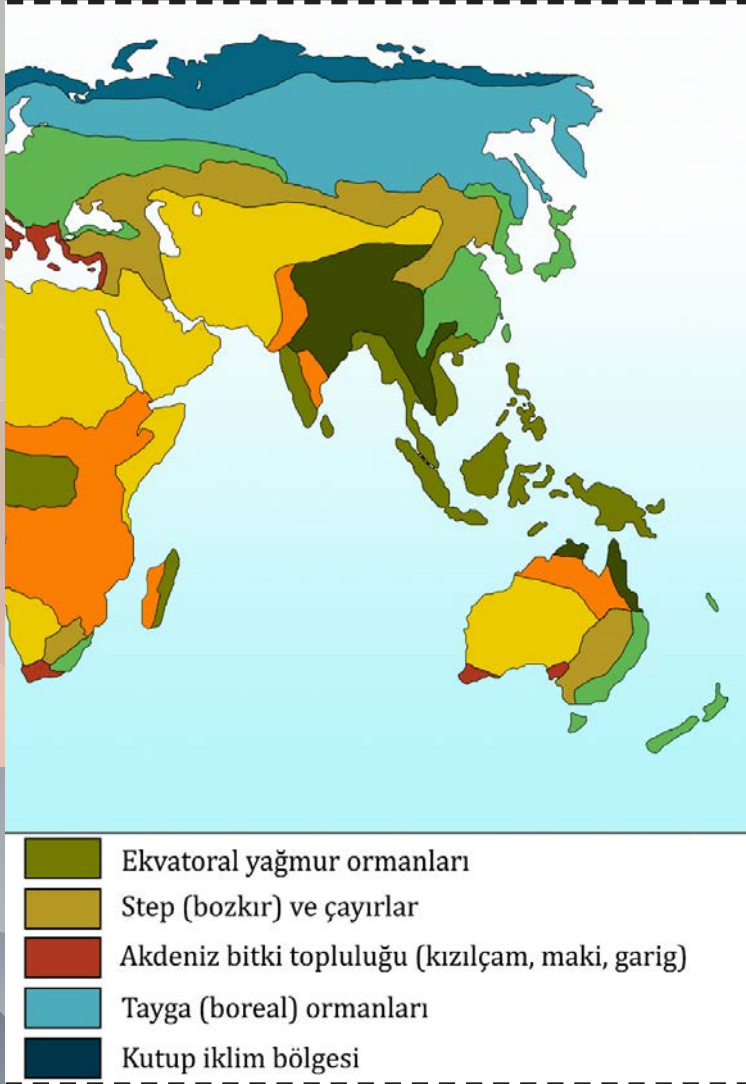 Ekvatoral yağmur ormanları
Step (bozkır) ve çayırlar
Akdeniz bitki topluluğu (kızılçam, maki, garig)
Tayga (boreal) ormanları
Kutup iklim bölgesi